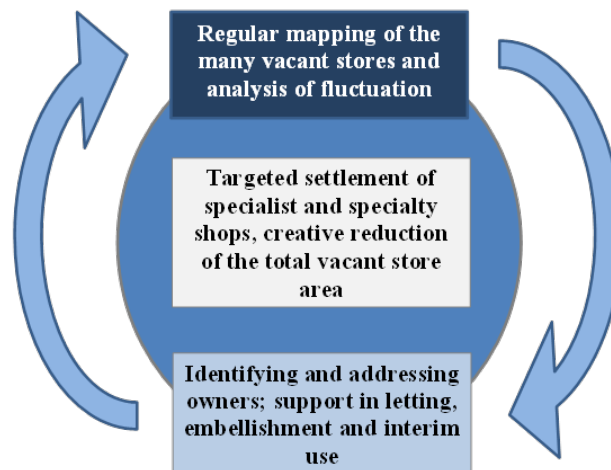 Regular mapping of the
many vacant stores and
analysis of fluctuation
Targeted settlement of
specialist and specialty
shops, creative reduction
of the total vacant store
area
Identifying and addressing
owners; support in letting,
embellishment and interim
use